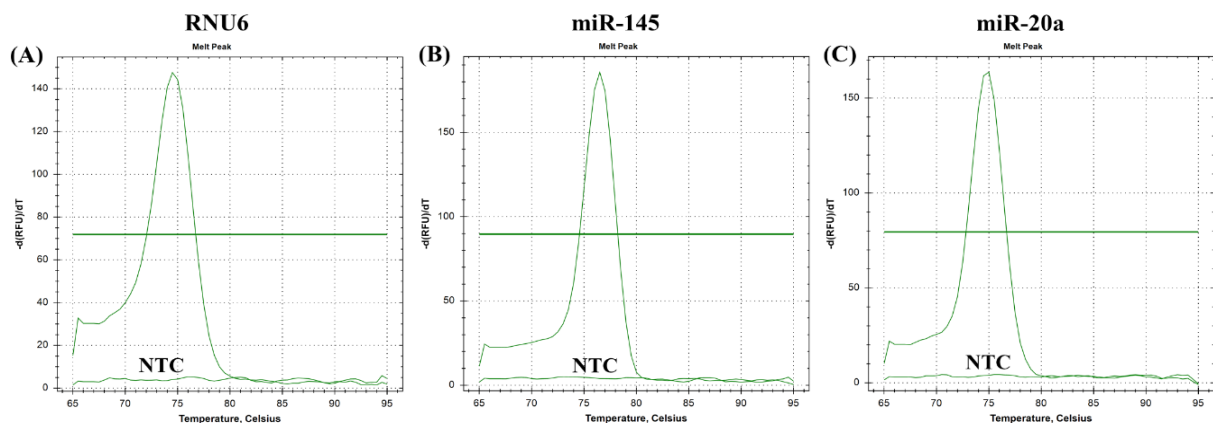 RNU6
miR-145
miR-20a
(A)
Melt Peak
-d(RFU)/dT
140
120
100
80
60
40
20
0
NTC
65
70
75
80
85
90
95
Temperature, Celsius
(B)
Melt Peak
-d(RFU)/dT
150
100
50
0
NTC
65
70
75
80
85
90
95
Temperature, Celsius
(C)
Melt Peak
-d(RFU)/dT
150
100
50
0
NTC
65
70
75
80
85
90
95
Temperature, Celsius